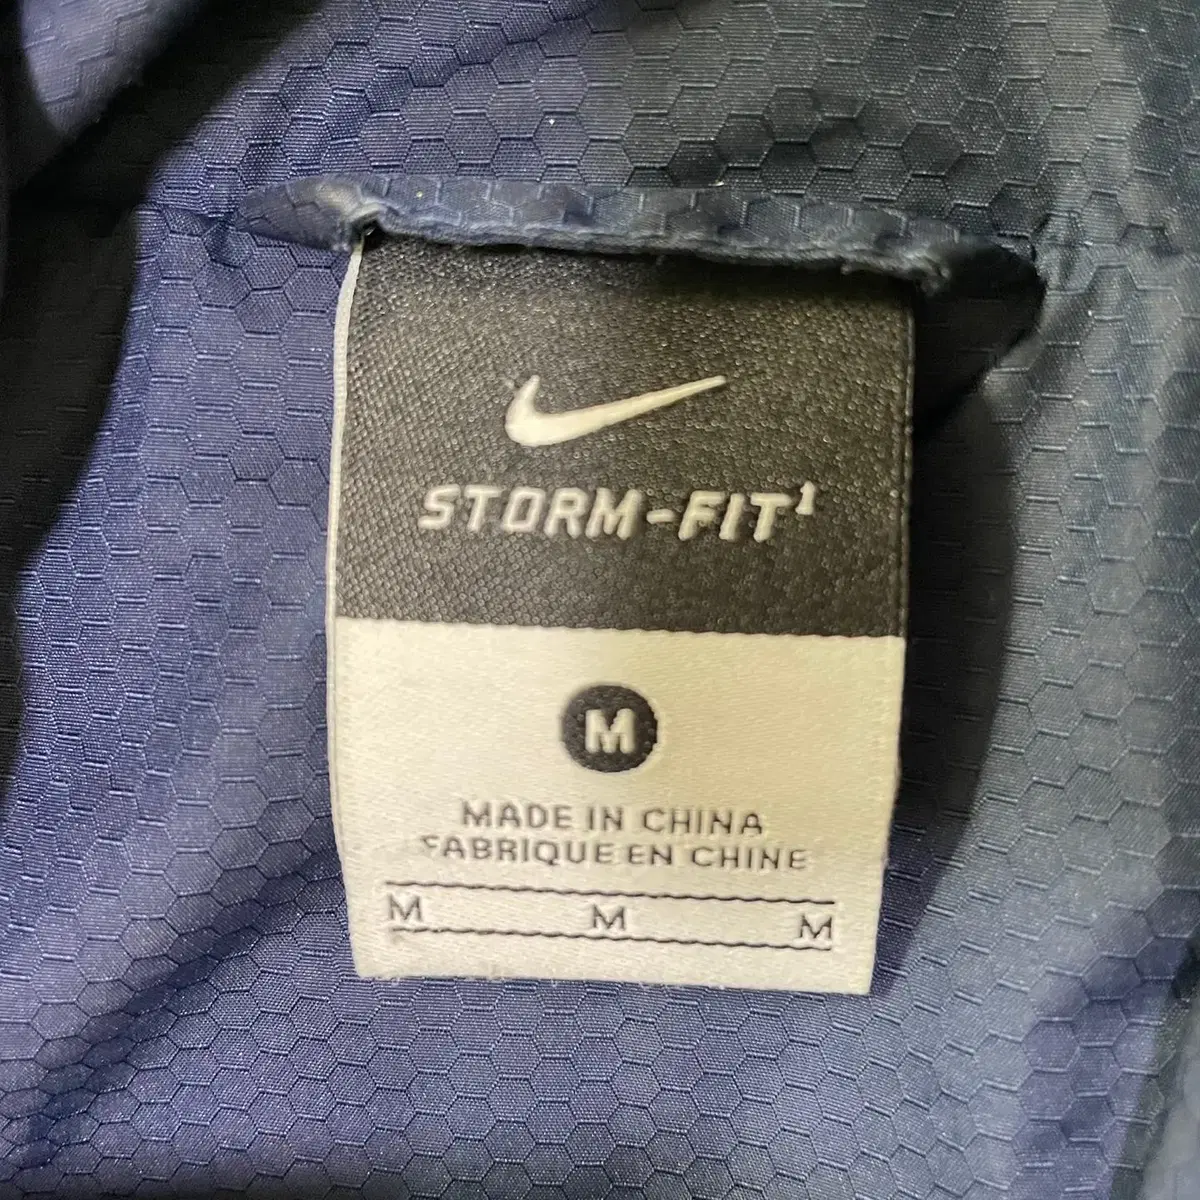 STORM-FIT¹
M
MADE IN CHINA
FABRIQUE EN CHINE
M M M